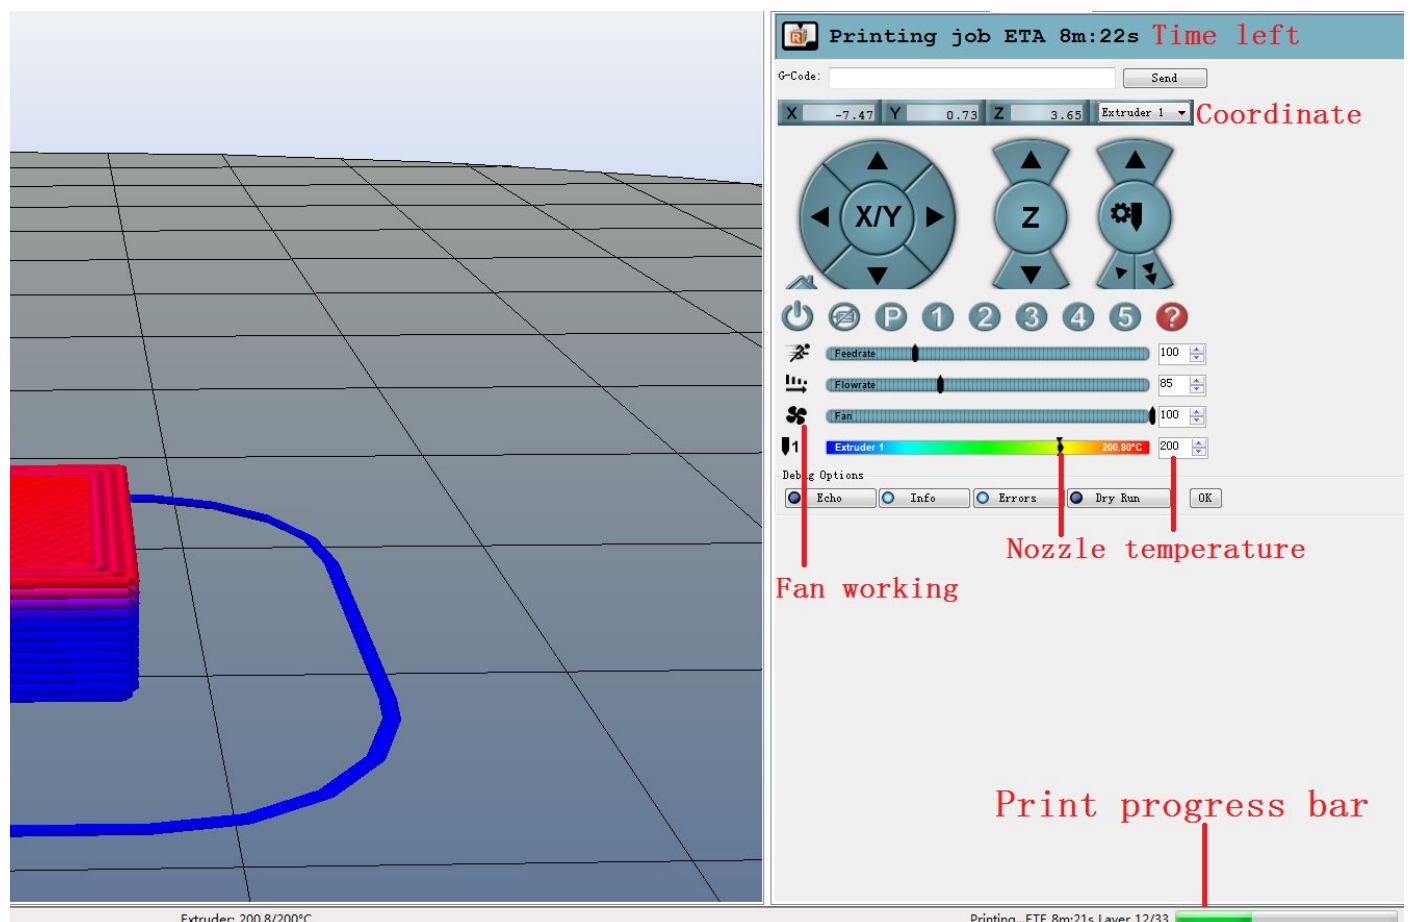 Printing job ETA 8m:22s Time left
G-Code: Send
X -7.47 Y 0.73 Z 3.65 Extruder 1 Coordinate
X/Y Z
P 1 2 3 4 5 ?
Feedrate 100
Flowrate 85
Fan 100
1 Extruder 1 200.80°C 200
Debug Options
Echo Info Errors Dry Run OK
Nozzle temperature
Fan working
Print progress bar
Extruder: 200.8/200°C Printing...ETE 8m:21s Layer 12/33